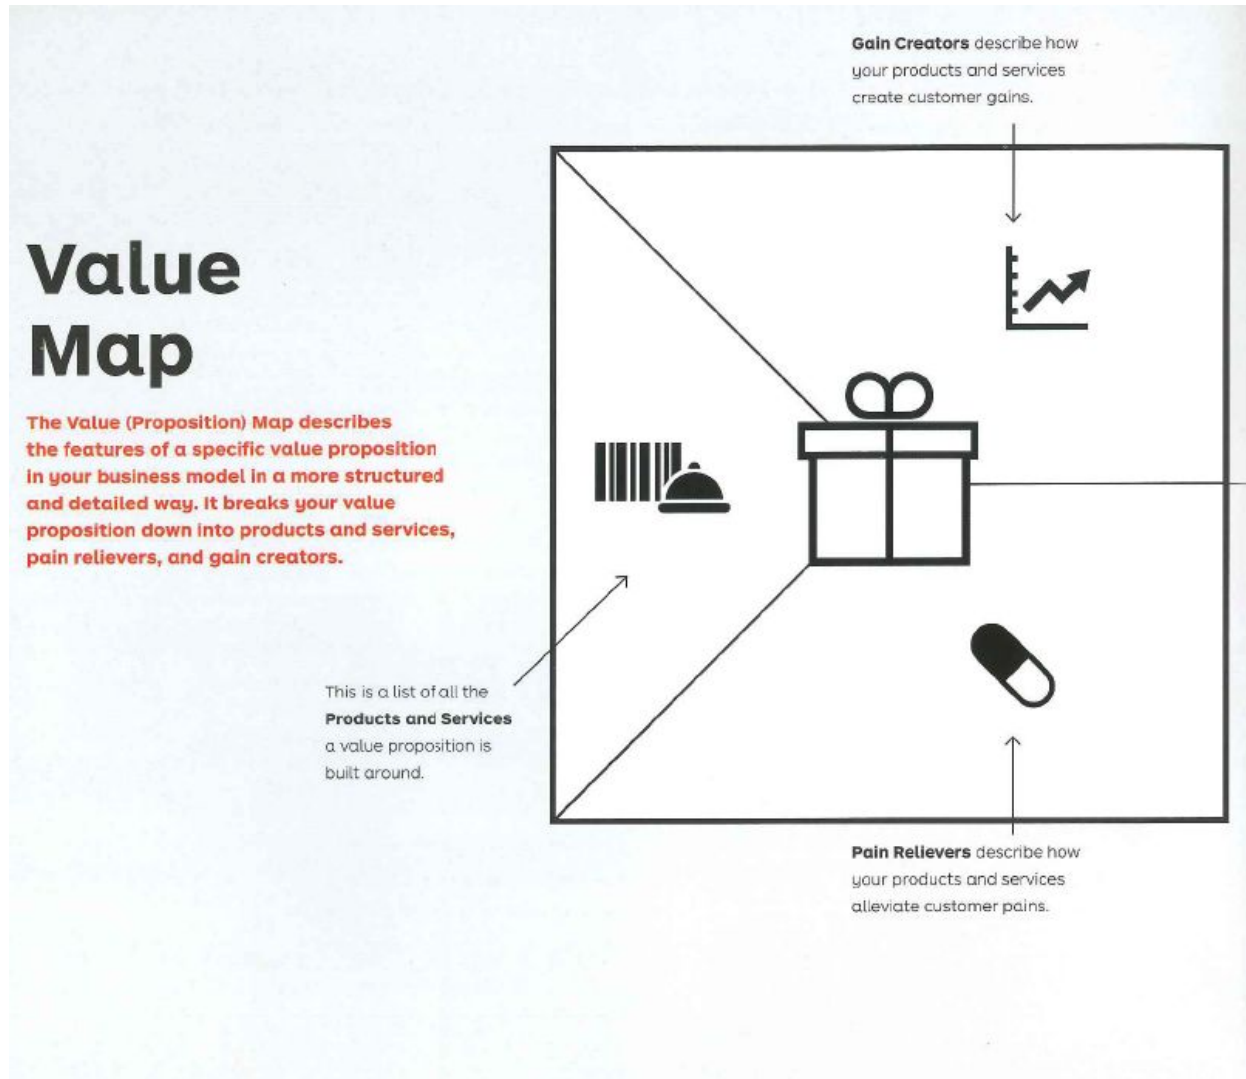 Gain Creators describe how
your products and services
create customer gains.
Value
Map
The Value (Proposition) Map describes
the features of a specific value proposition
in your business model in a more structured
and detailed way. It breaks your value
proposition down into products and services,
pain relievers, and gain creators.
This is a list of all the
Products and Services
a value proposition is
built around.
Pain Relievers describe how
your products and services
alleviate customer pains.